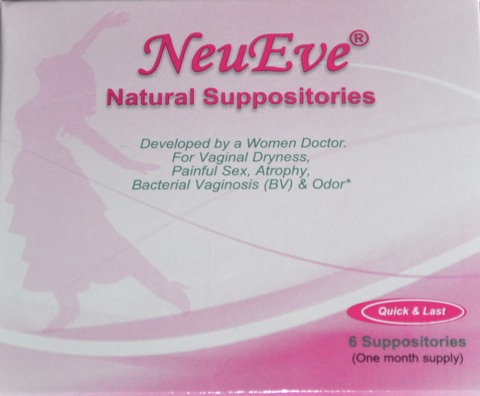 NeuEve®
Natural Suppositories
Developed by a Women Doctor.
For Vaginal Dryness,
Painful Sex, Atrophy,
Bacterial Vaginosis (BV) & Odor*
Quick & Last
6 Suppositories
(One month supply)